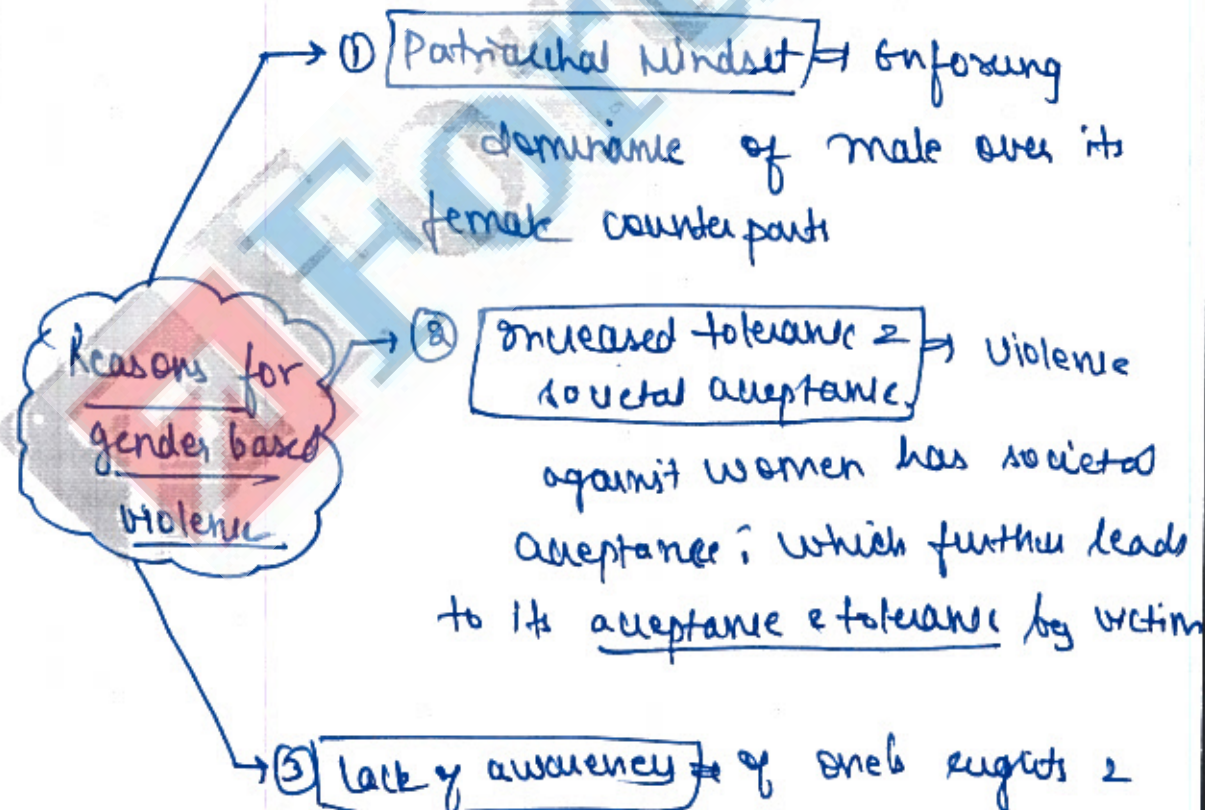 ① Patriarchal Mindset ⇒ Enforcing
dominance of male over its
female counterparts
Reasons for
gender based
violence
② Increased tolerance &
societal acceptance ⇒ Violence
against women has societal
acceptance; which further leads
to its acceptance & tolerance by victim
③ lack of awareness ⇒ of one's rights &